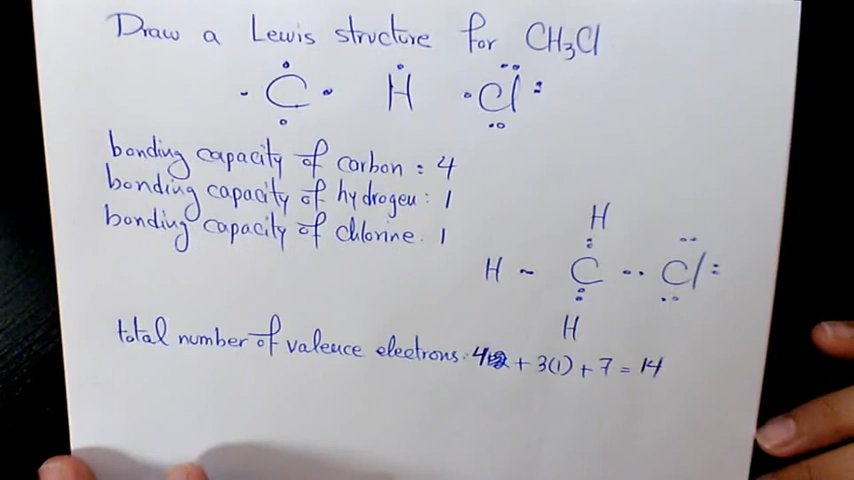 Draw a Lewis structure for CH3Cl
C H Cl
bonding capacity of carbon : 4
bonding capacity of hydrogen : 1
bonding capacity of chlorine : 1
H
H C Cl
H
total number of valence electrons : 4 + 3(1) + 7 = 14